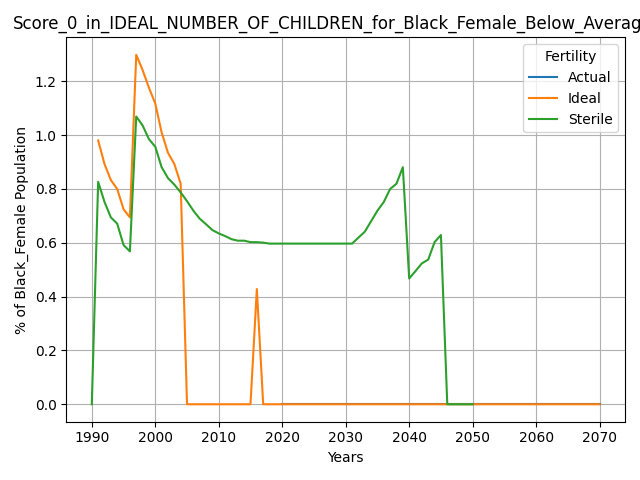 Score_0_in_IDEAL_NUMBER_OF_CHILDREN_for_Black_Female_Below_Averag
Fertility
Actual
Ideal
Sterile
% of Black_Female Population
1.2
1.0
0.8
0.6
0.4
0.2
0.0
1990 2000 2010 2020 2030 2040 2050 2060 2070
Years